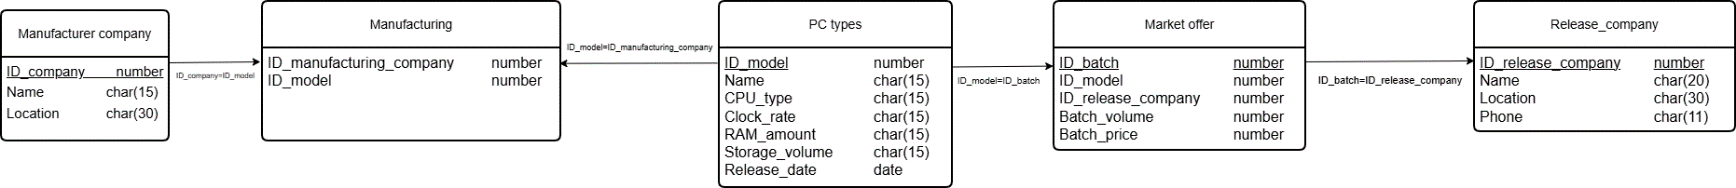 Manufacturer company
ID_company number
Name char(15)
Location char(30)
ID_company=ID_model
Manufacturing
ID_manufacturing_company number
ID_model number
ID_model=ID_manufacturing_company
PC types
ID_model number
Name char(15)
CPU_type char(15)
Clock_rate char(15)
RAM_amount char(15)
Storage_volume char(15)
Release_date date
ID_model=ID_batch
Market offer
ID_batch number
ID_model number
ID_release_company number
Batch_volume number
Batch_price number
ID_batch=ID_release_company
Release_company
ID_release_company number
Name char(20)
Location char(30)
Phone char(11)